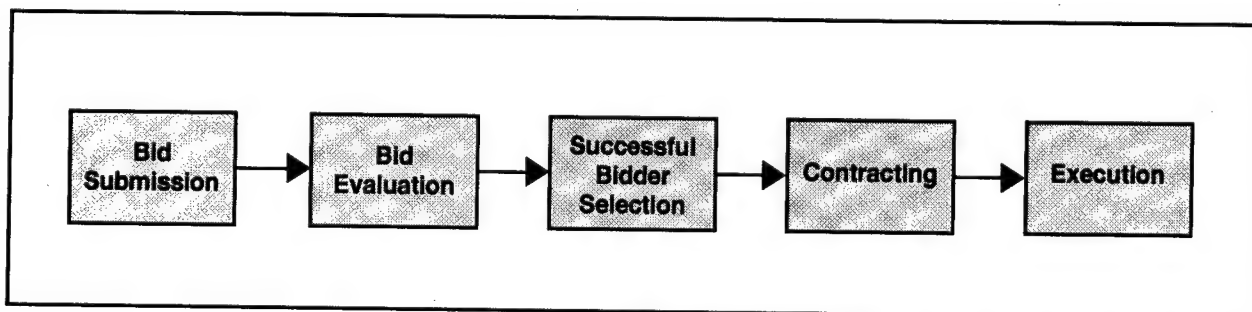 Bid
Submission
Bid
Evaluation
Successful
Bidder
Selection
Contracting
Execution